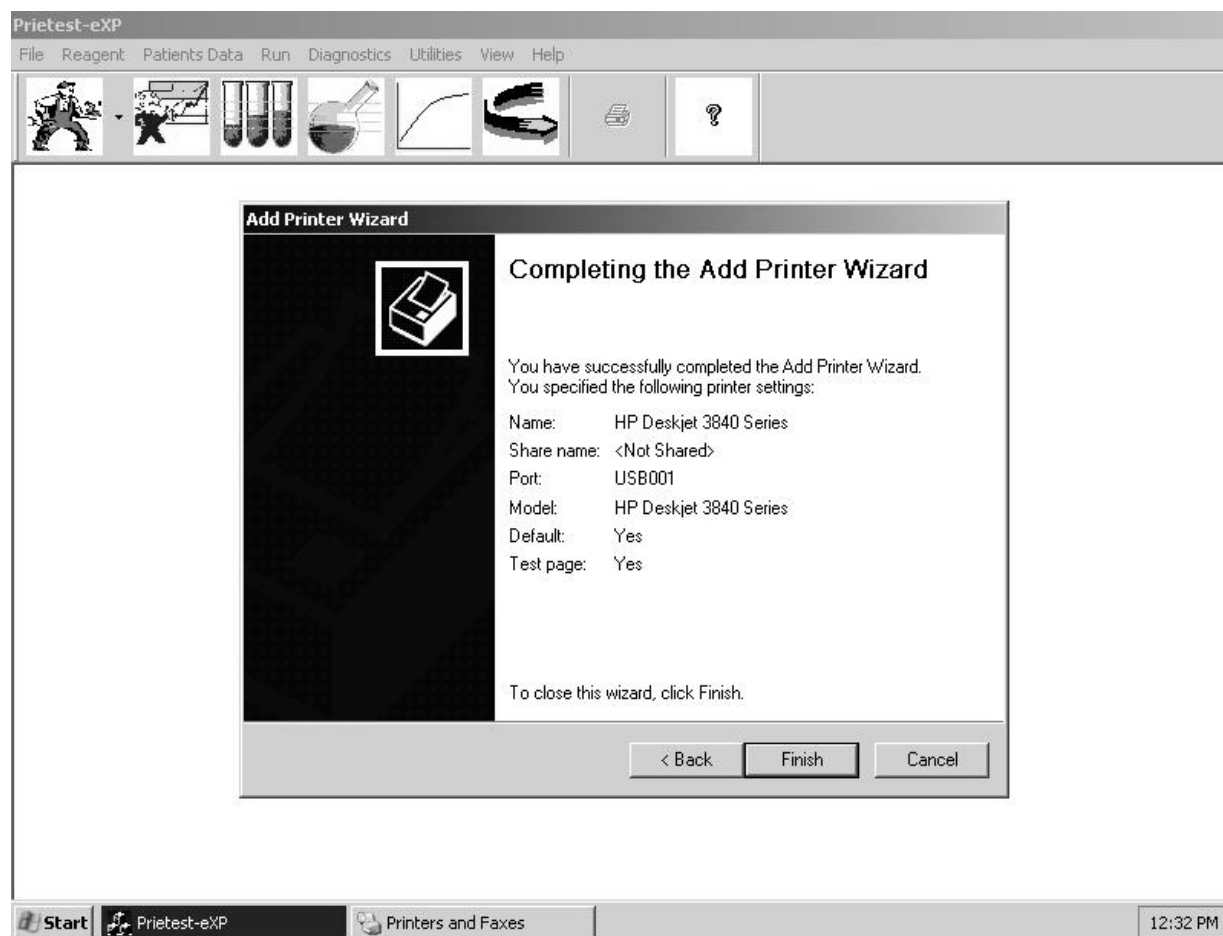 Prietest-eXP
File Reagent Patients Data Run Diagnostics Utilities View Help
?
Add Printer Wizard
Completing the Add Printer Wizard
You have successfully completed the Add Printer Wizard.
You specified the following printer settings:
Name: HP Deskjet 3840 Series
Share name: <Not Shared>
Port: USB001
Model: HP Deskjet 3840 Series
Default: Yes
Test page: Yes
To close this wizard, click Finish.
< Back Finish Cancel
Start Prietest-eXP Printers and Faxes 12:32 PM